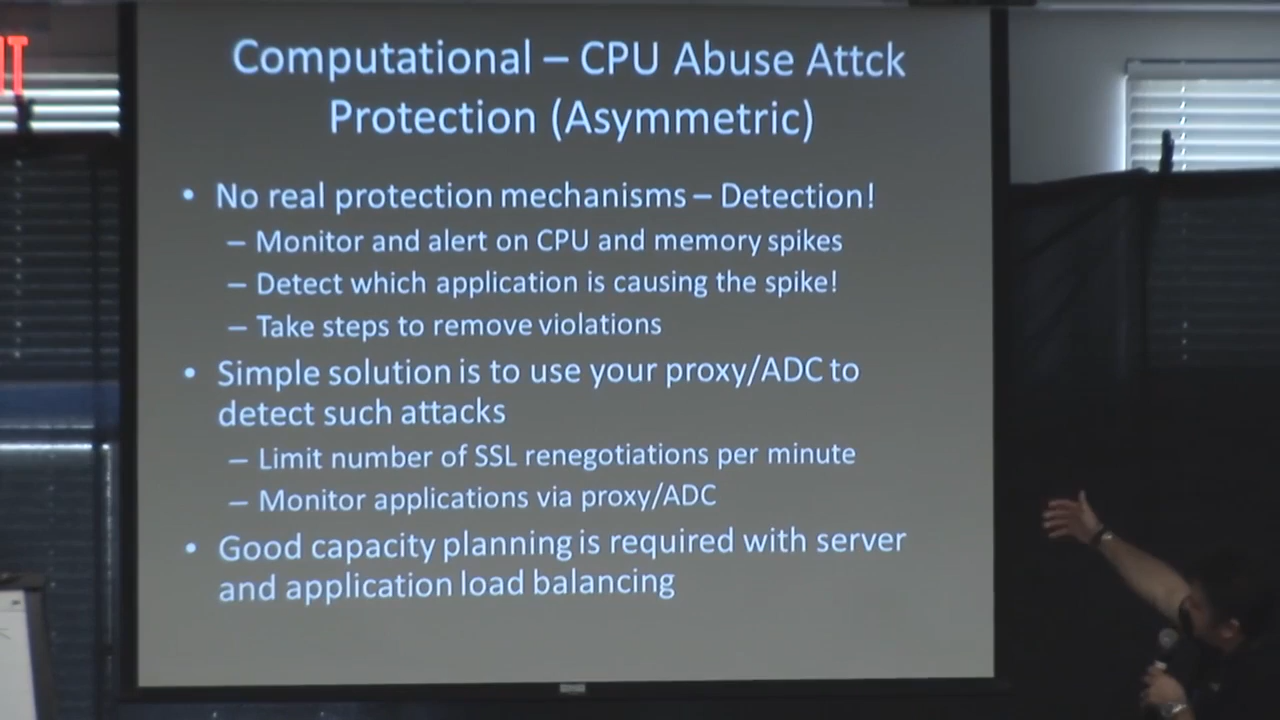 IT
Computational – CPU Abuse Attck
Protection (Asymmetric)
• No real protection mechanisms – Detection!
– Monitor and alert on CPU and memory spikes
– Detect which application is causing the spike!
– Take steps to remove violations
• Simple solution is to use your proxy/ADC to
detect such attacks
– Limit number of SSL renegotiations per minute
– Monitor applications via proxy/ADC
• Good capacity planning is required with server
and application load balancing